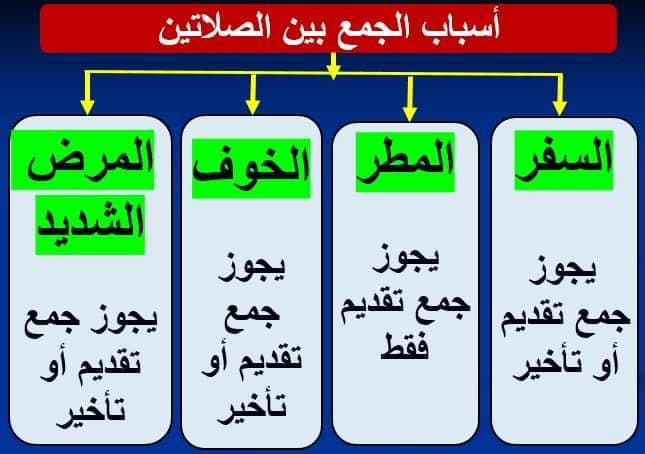 أسباب الجمع بين الصلاتين
السفر
يجوز
جمع تقديم
أو تأخير
المطر
يجوز
جمع تقديم
فقط
الخوف
يجوز
جمع
تقديم أو
تأخير
المرض
الشديد
يجوز جمع
تقديم أو
تأخير